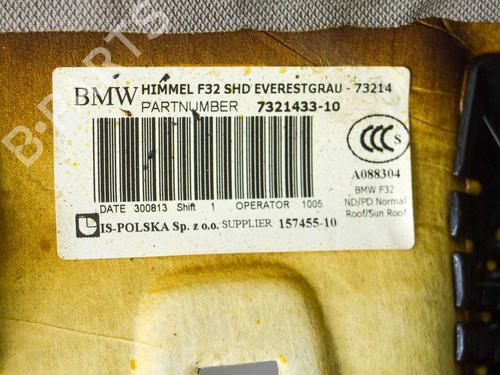 B-PARTS
BMW HIMMEL F32 SHD EVERESTGRAU - 73214
PARTNUMBER 7321433-10
CCC S
A088304
BMW F32
ND/PD Normal
Roof/Sun Roof
DATE 300813 Shift 1 OPERATOR 1005
IS-POLSKA Sp. z o.o. SUPPLIER 157455-10